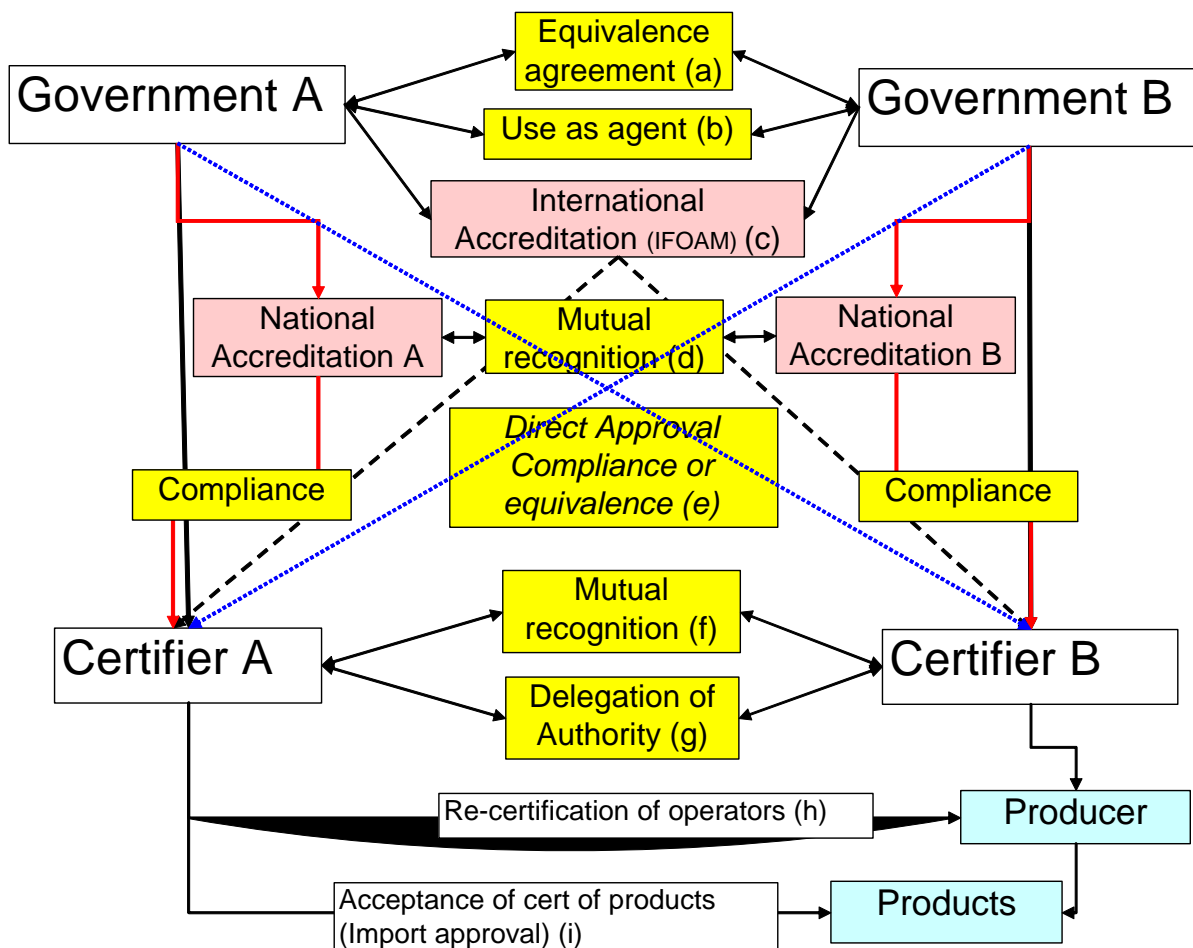 Equivalence
agreement (a)
Government A
Government B
Use as agent (b)
International
Accreditation (IFOAM) (c)
National
Accreditation A
Mutual
recognition (d)
National
Accreditation B
Direct Approval
Compliance or
equivalence (e)
Compliance
Compliance
Mutual
recognition (f)
Certifier A
Certifier B
Delegation of
Authority (g)
Re-certification of operators (h)
Producer
Acceptance of cert of products
(Import approval) (i)
Products